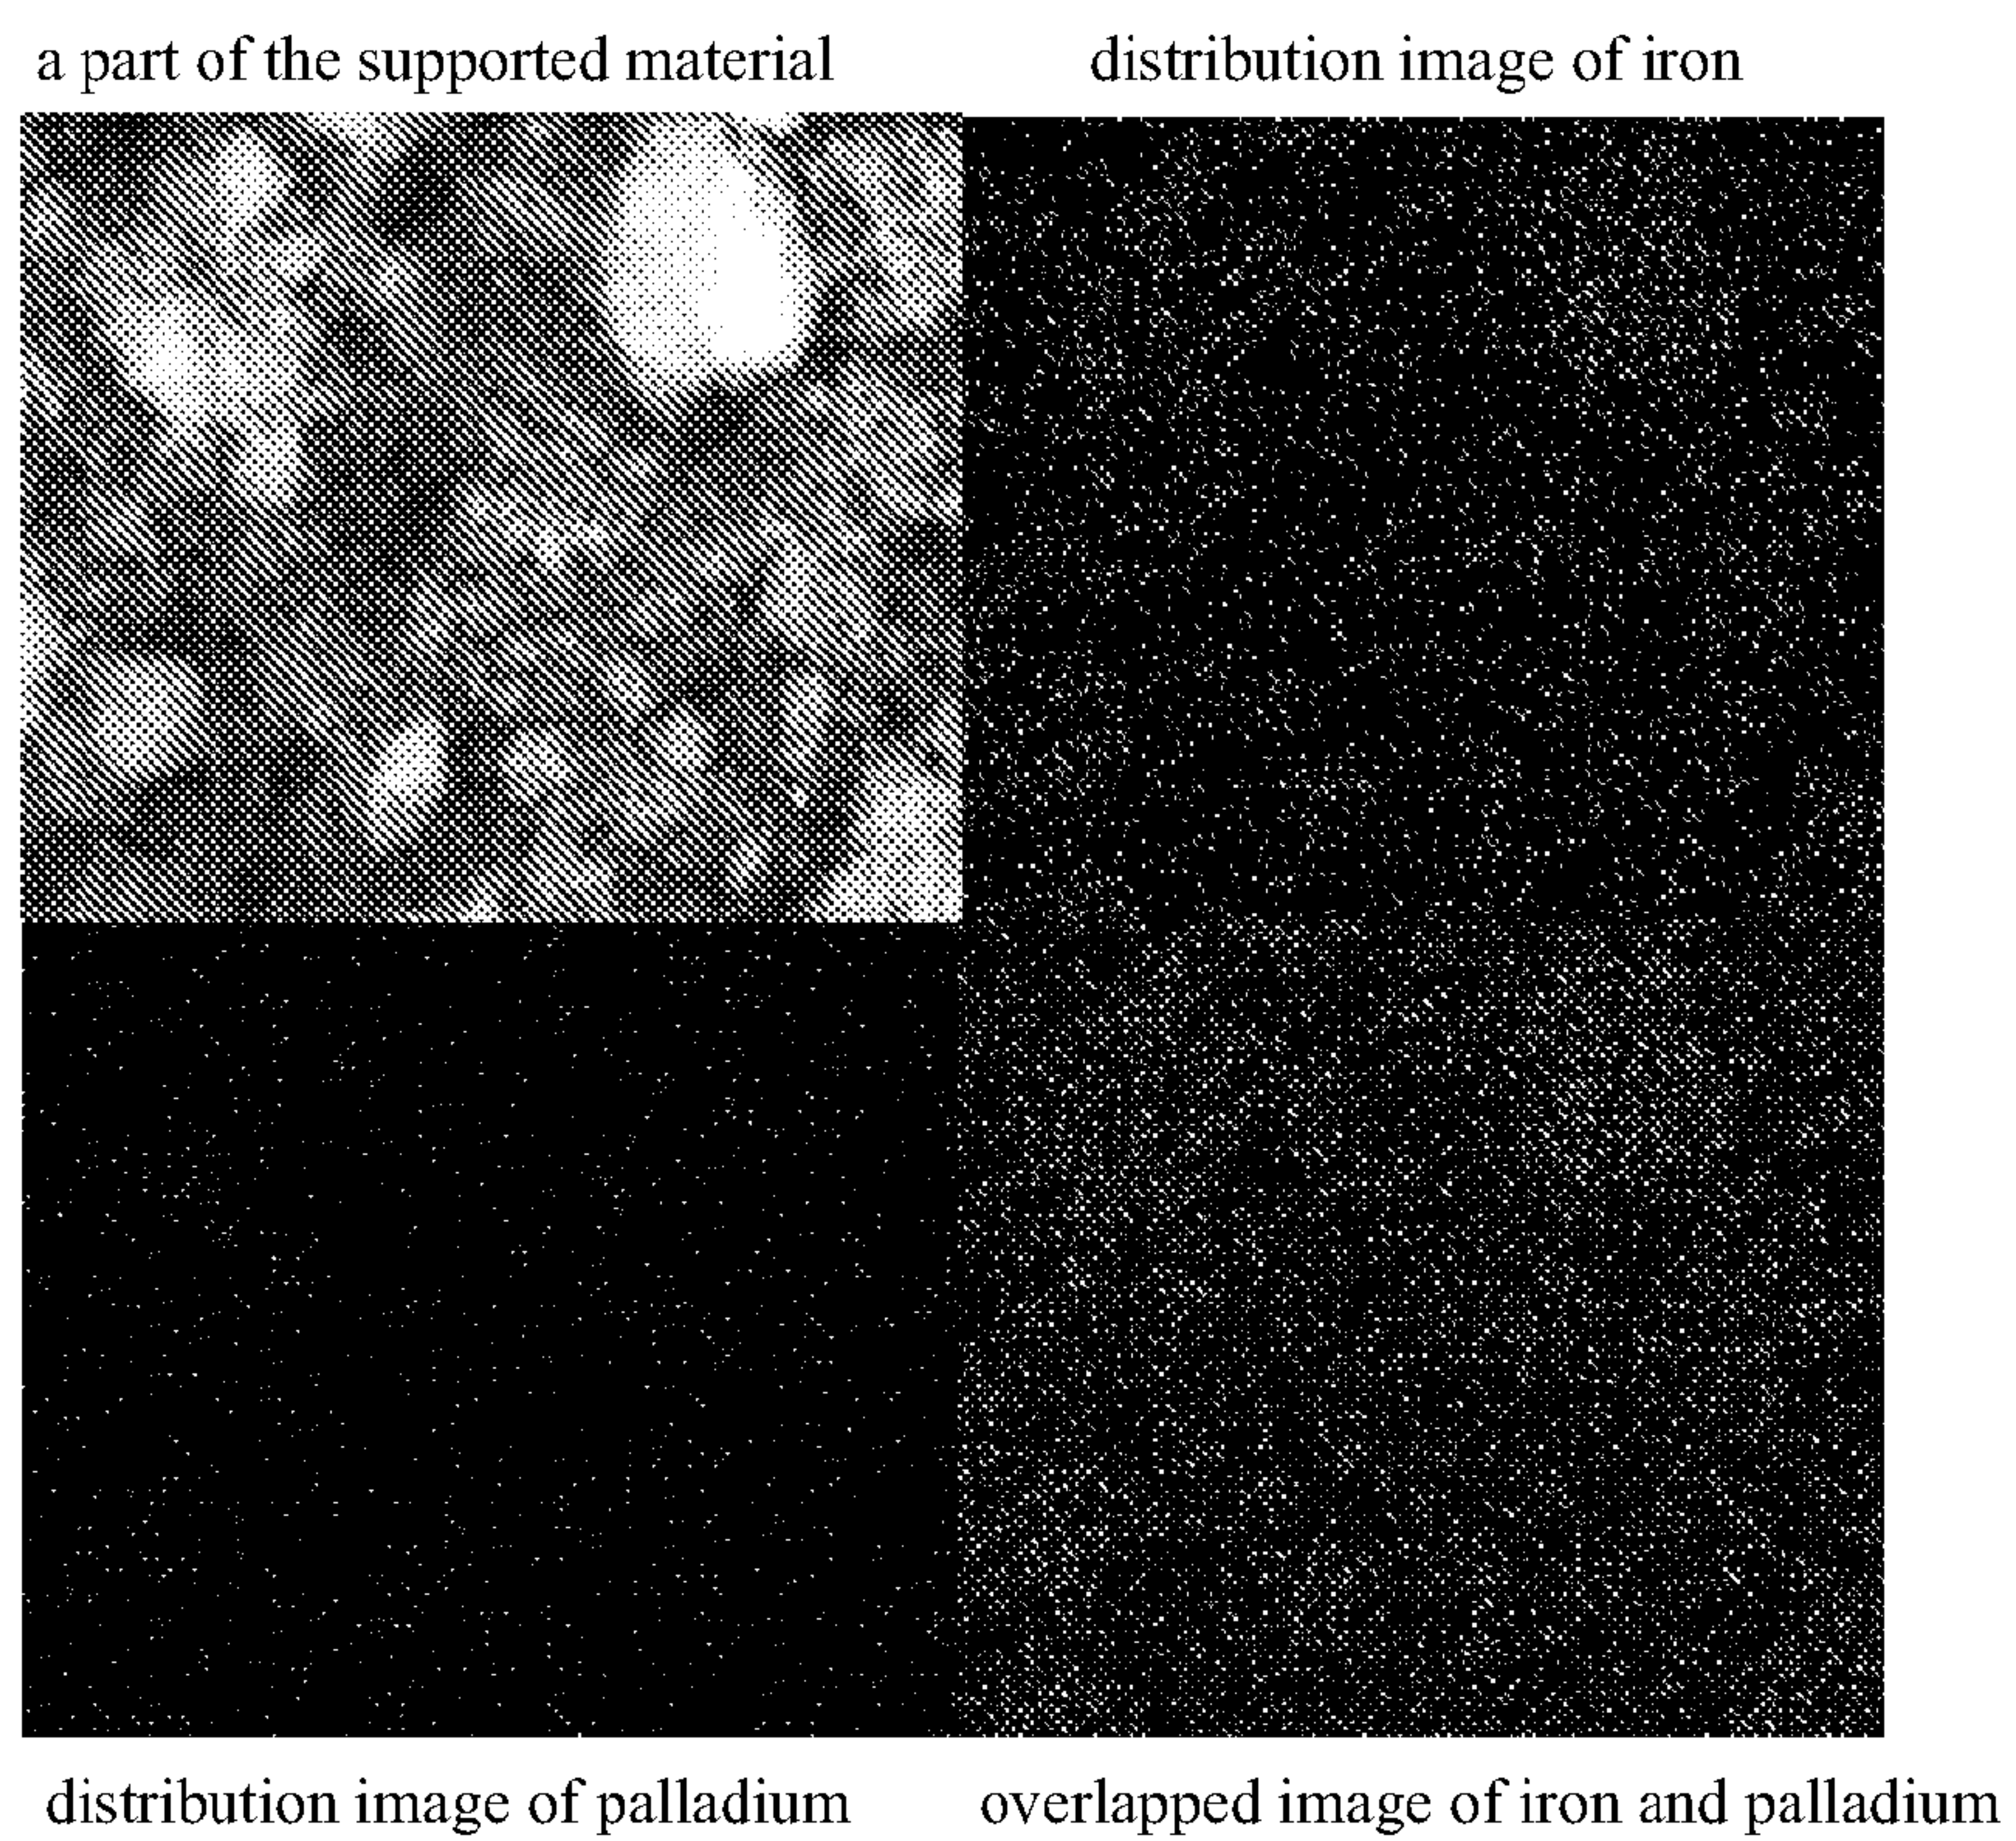 a part of the supported material
distribution image of iron
distribution image of palladium
overlapped image of iron and palladium